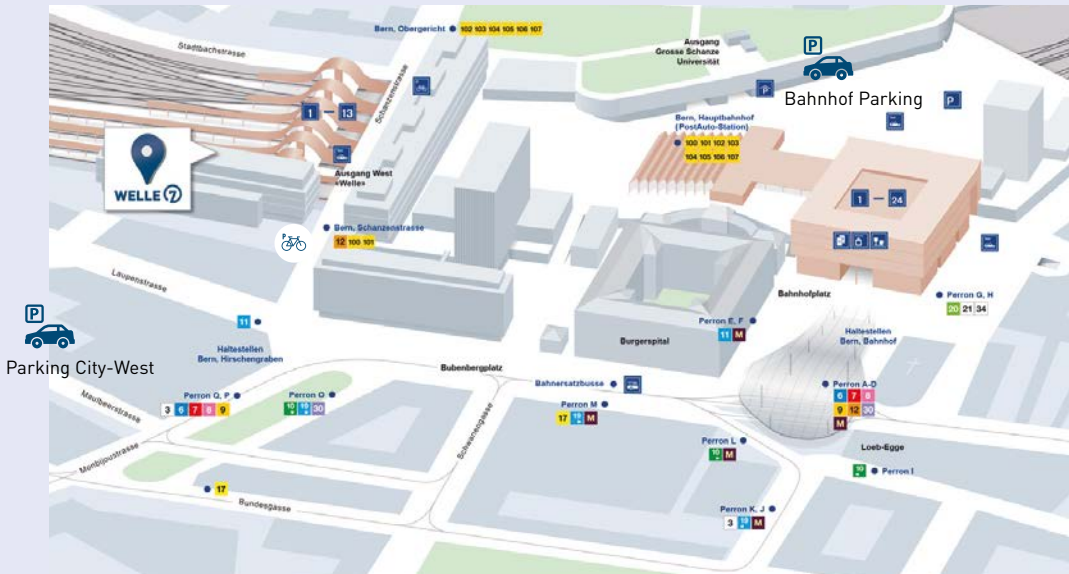 Stadtbachstrasse
Bern, Obergericht 102 103 104 105 106 107
Schanzenstrasse
Ausgang
Grosse Schanze
Universität
P
Bahnhof Parking
P
1 — 13
WELLE 7
Ausgang West
«Welle»
Bern, Hauptbahnhof
(PostAuto-Station)
100 101 102 103
104 105 106 107
1 — 24
P
Bern, Schanzenstrasse
12 100 101
Laupenstrasse
Bahnhofplatz
Perron G, H
20 21 34
P
Parking City-West
11
Haltestellen
Bern, Hirschengraben
Perron E, F
11 M
Burgerspital
Haltestellen
Bern, Bahnhof
Bubenbergplatz
Bahnersatzbusse
Perron A-D
6 7 8
9 12 30
M
Maulbeerstrasse
Perron Q, P
3 6 7 8 9
Perron O
10 19 30
Perron M
17 19 M
Schwanengasse
Perron L
10 M
Loeb-Egge
Monbijoustrasse
10 Perron I
17
Bundesgasse
Perron K, J
3 19 M